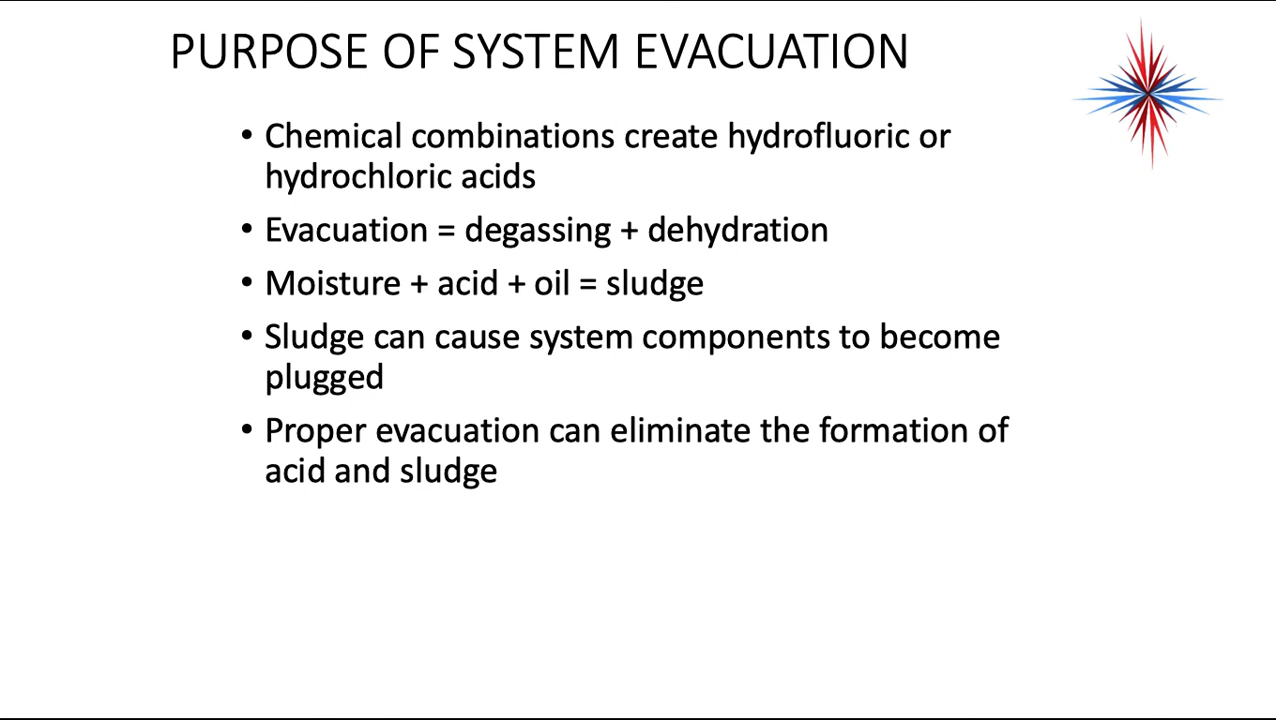 PURPOSE OF SYSTEM EVACUATION
• Chemical combinations create hydrofluoric or
hydrochloric acids
• Evacuation = degassing + dehydration
• Moisture + acid + oil = sludge
• Sludge can cause system components to become
plugged
• Proper evacuation can eliminate the formation of
acid and sludge